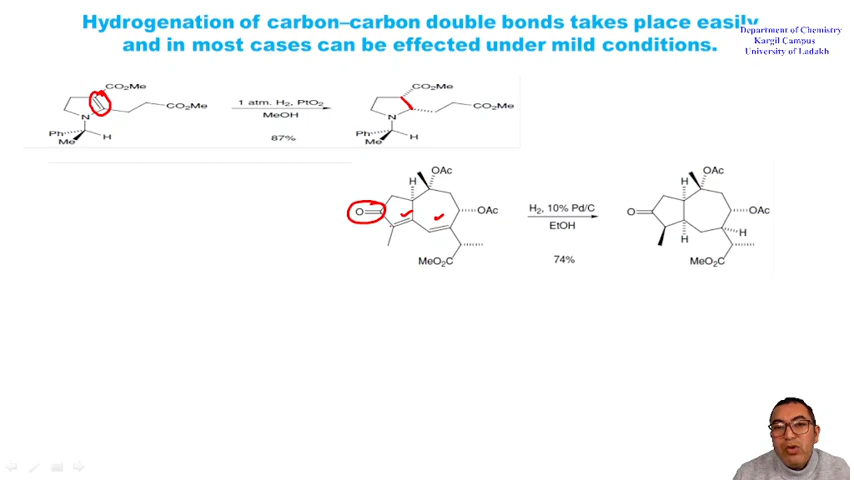 Hydrogenation of carbon–carbon double bonds takes place easily
and in most cases can be effected under mild conditions.
Department of Chemistry
Kargil Campus
University of Ladakh
CO2Me
CO2Me
N
Ph
Me
H
1 atm. H2, PtO2
MeOH
87%
CO2Me
CO2Me
N
Ph
Me
H
OAc
H
O
OAc
MeO2C
H2, 10% Pd/C
EtOH
74%
OAc
H
O
OAc
H
H
MeO2C